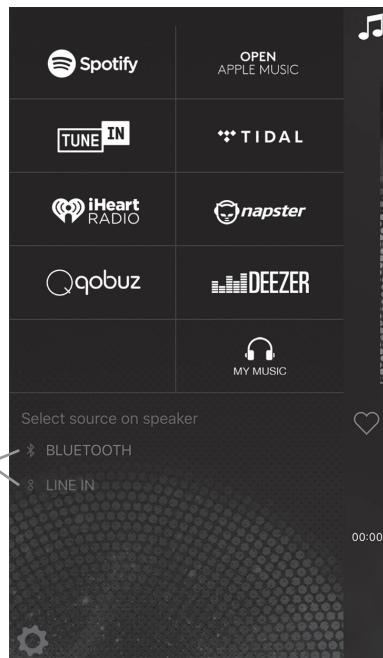 Spotify
OPEN
APPLE MUSIC
TUNE IN
TIDAL
iHeart
RADIO
napster
qobuz
DEEZER
MY MUSIC
Select source on speaker
BLUETOOTH
LINE IN
00:00